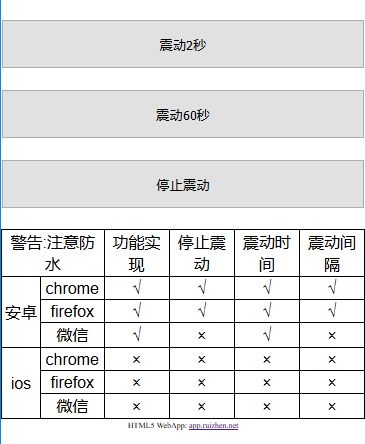 震动2秒
震动60秒
停止震动
警告:注意防水 功能实现 停止震动 震动时间 震动间隔
安卓 chrome √ √ √ √
firefox √ √ √ √
微信 √ × √ ×
ios chrome × × × ×
firefox × × × ×
微信 × × × ×
HTML5 WebApp: app.ruizhen.net